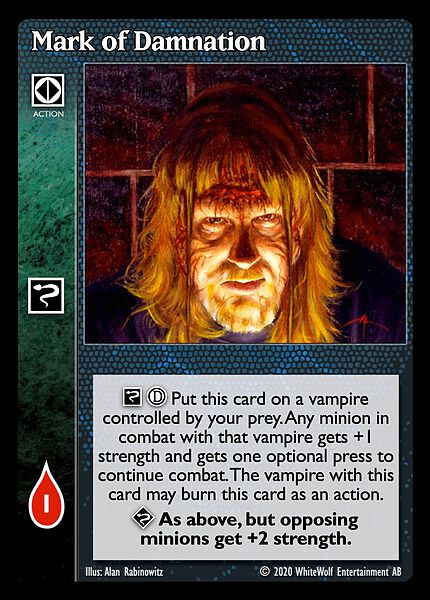 Mark of Damnation
ACTION
D Put this card on a vampire
controlled by your prey. Any minion in
combat with that vampire gets +1
strength and gets one optional press to
continue combat. The vampire with this
card may burn this card as an action.
As above, but opposing
minions get +2 strength.
1
Illus: Alan Rabinowitz © 2020 WhiteWolf Entertainment AB